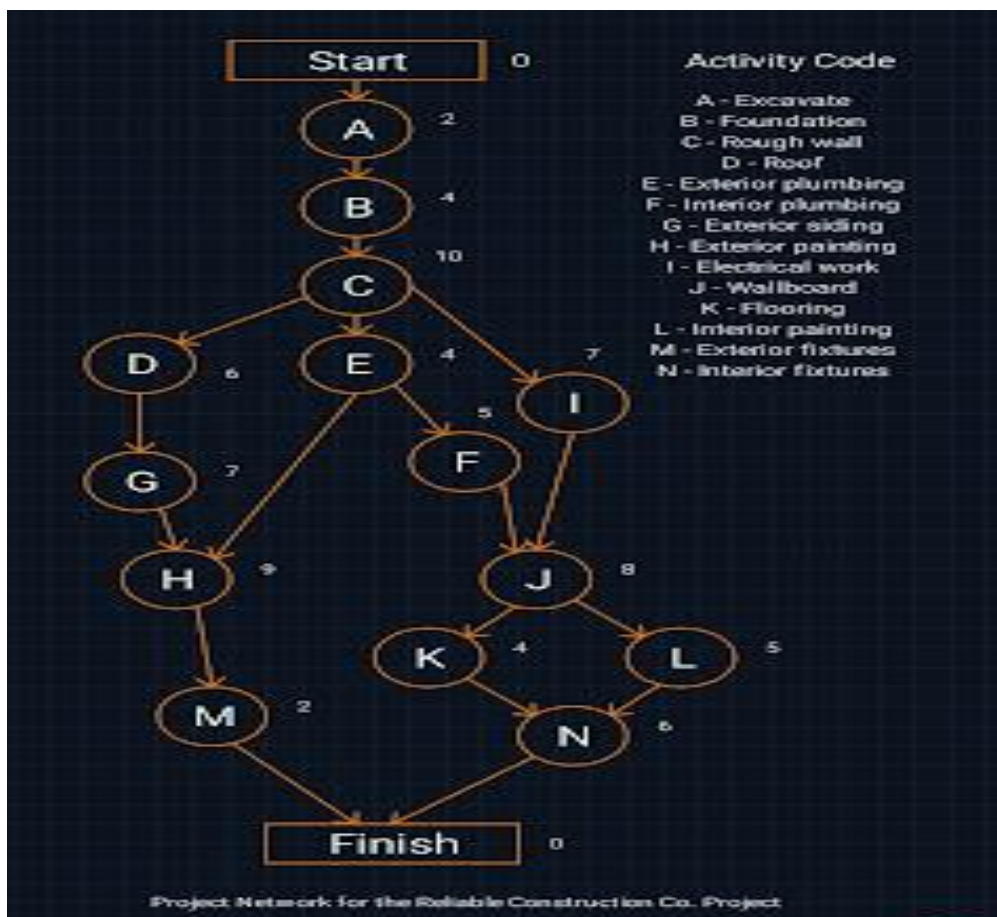 Start 0
Activity Code
A - Excavate
B - Foundation
C - Rough wall
D - Roof
E - Exterior plumbing
F - Interior plumbing
G - Exterior siding
H - Exterior painting
I - Electrical work
J - Wallboard
K - Flooring
L - Interior painting
M - Exterior fixtures
N - Interior fixtures
A 2
B 4
C 10
D 6
E 4
I 7
F 5
G 7
H 9
J 8
K 4
L 5
M 2
N 6
Finish 0
Project Network for the Reliable Construction Co. Project